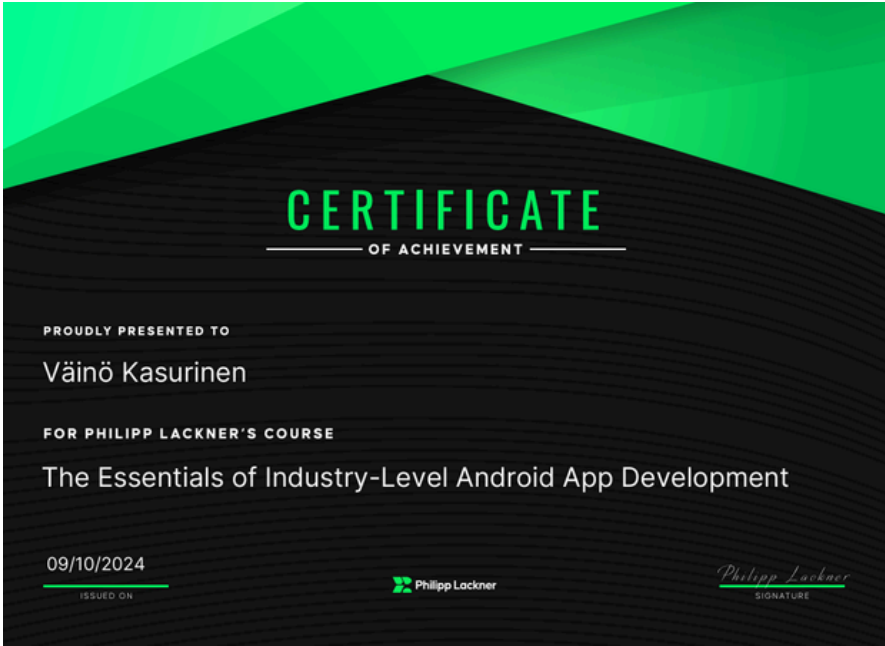 CERTIFICATE
OF ACHIEVEMENT
PROUDLY PRESENTED TO
Väinö Kasurinen
FOR PHILIPP LACKNER'S COURSE
The Essentials of Industry-Level Android App Development
09/10/2024
ISSUED ON
Philipp Lackner
Philipp Lackner
SIGNATURE